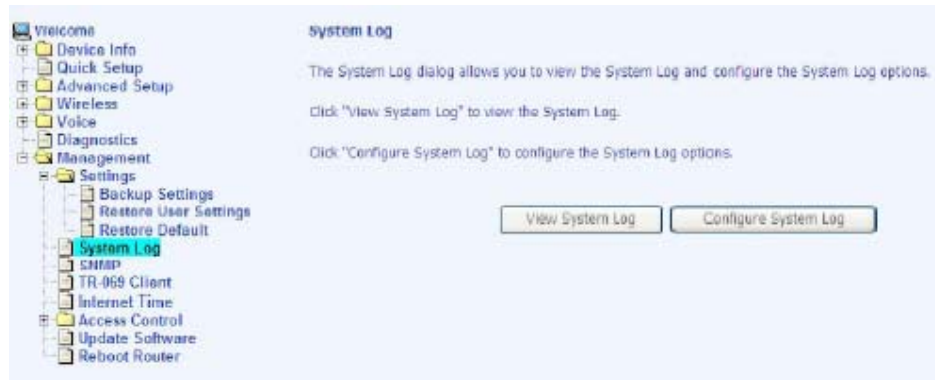 Welcome
Device Info
Quick Setup
Advanced Setup
Wireless
Voice
Diagnostics
Management
Settings
Backup Settings
Restore User Settings
Restore Default
System Log
SNMP
TR-069 Client
Internet Time
Access Control
Update Software
Reboot Router
System Log
The System Log dialog allows you to view the System Log and configure the System Log options.
Click "View System Log" to view the System Log.
Click "Configure System Log" to configure the System Log options.
View System Log Configure System Log